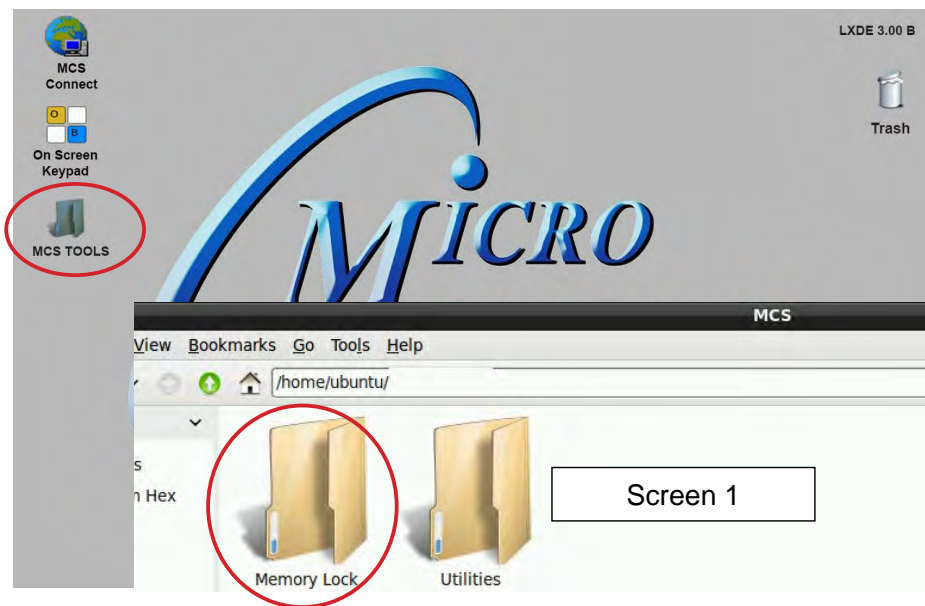 LXDE 3.00 B
MCS
Connect
Trash
O
B
On Screen
Keypad
MCS TOOLS
MICRO
MCS
View Bookmarks Go Tools Help
/home/ubuntu/
s
n Hex
Screen 1
Memory Lock
Utilities